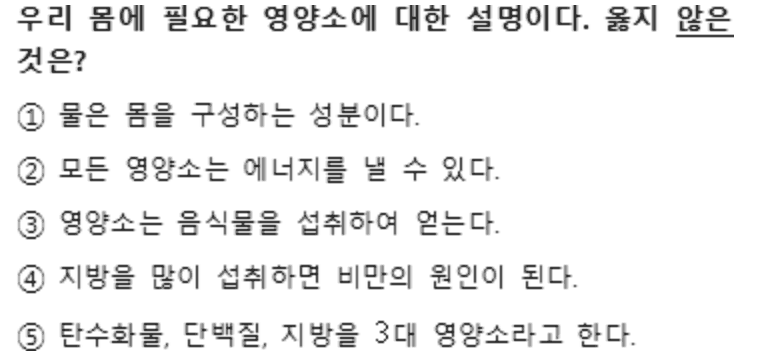 우리 몸에 필요한 영양소에 대한 설명이다. 옳지 않은
것은?
① 물은 몸을 구성하는 성분이다.
② 모든 영양소는 에너지를 낼 수 있다.
③ 영양소는 음식물을 섭취하여 얻는다.
④ 지방을 많이 섭취하면 비만의 원인이 된다.
⑤ 탄수화물, 단백질, 지방을 3대 영양소라고 한다.